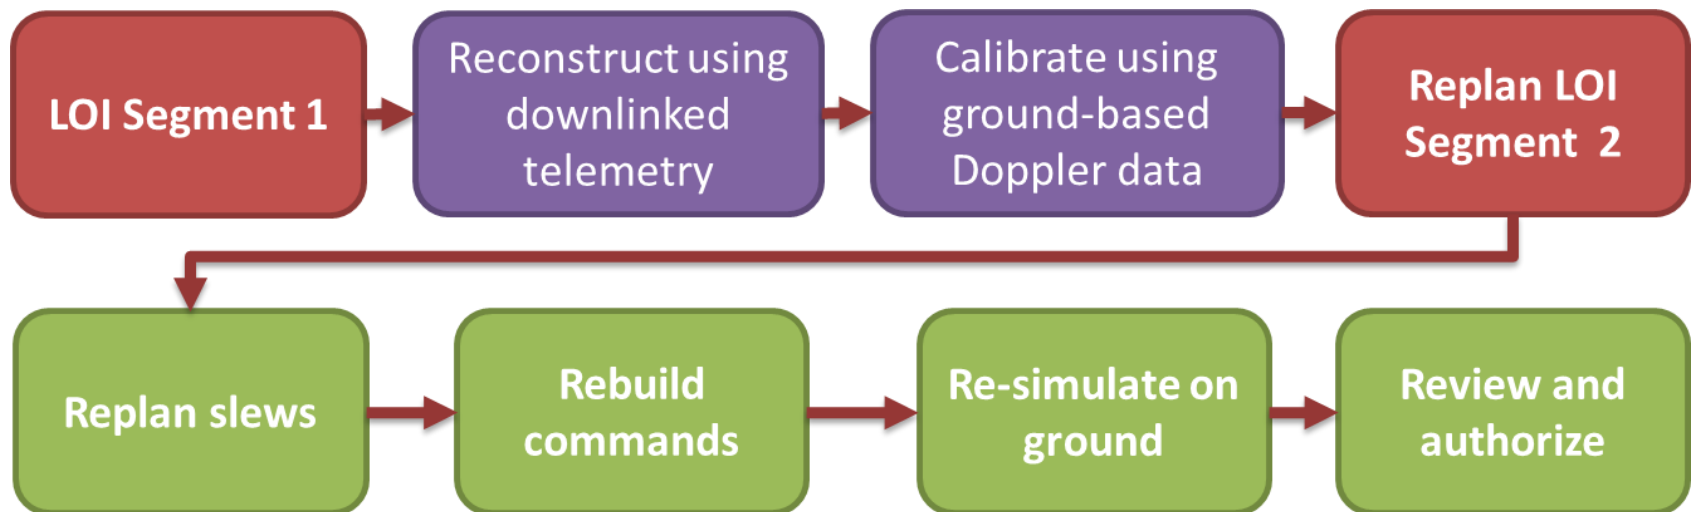 LOI Segment 1
Reconstruct using
downlinked
telemetry
Calibrate using
ground-based
Doppler data
Replan LOI
Segment 2
Replan slews
Rebuild
commands
Re-simulate on
ground
Review and
authorize